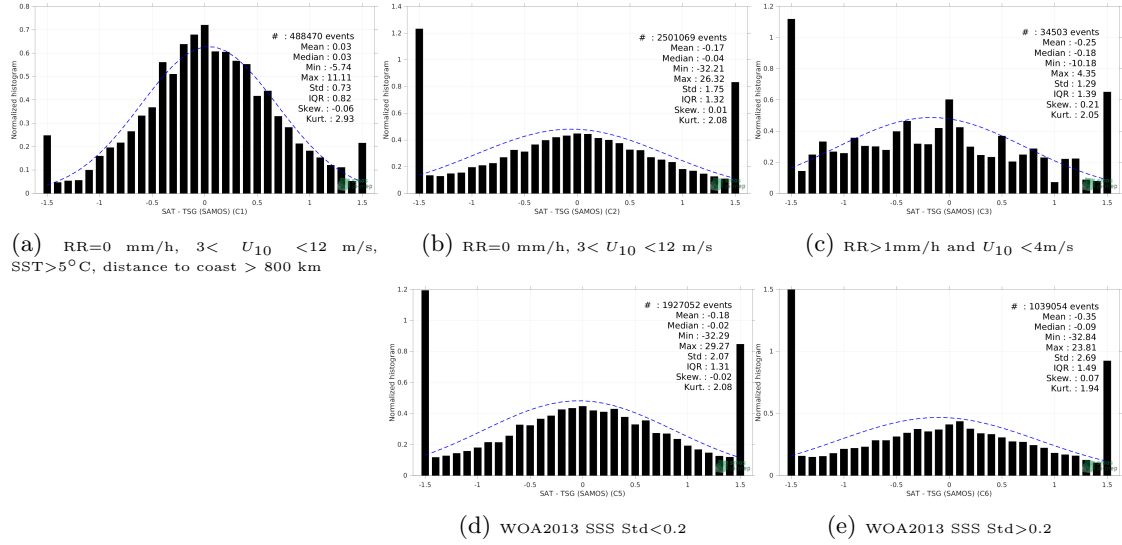 0.8
0.7
0.6
0.5
0.4
0.3
0.2
0.1
0
Normalized histogram
# : 488470 events
Mean : 0.03
Median : 0.03
Min : -5.74
Max : 11.11
Std : 0.73
IQR : 0.82
Skew. : -0.06
Kurt. : 2.93
-1.5 -1 -0.5 0 0.5 1 1.5
SAT - TSG (SAMOS) (C1)
(a) RR=0 mm/h, 3< U10 <12 m/s,
SST>5°C, distance to coast > 800 km
1.4
1.2
1
0.8
0.6
0.4
0.2
0
Normalized histogram
# : 2501069 events
Mean : -0.17
Median : -0.04
Min : -32.21
Max : 26.32
Std : 1.75
IQR : 1.32
Skew. : 0.01
Kurt. : 2.08
-1.5 -1 -0.5 0 0.5 1 1.5
SAT - TSG (SAMOS) (C2)
(b) RR=0 mm/h, 3< U10 <12 m/s
1.2
1
0.8
0.6
0.4
0.2
0
Normalized histogram
# : 34503 events
Mean : -0.25
Median : -0.18
Min : -10.18
Max : 4.35
Std : 1.29
IQR : 1.39
Skew. : 0.21
Kurt. : 2.05
-1.5 -1 -0.5 0 0.5 1 1.5
SAT - TSG (SAMOS) (C3)
(c) RR>1mm/h and U10 <4m/s
1.2
1
0.8
0.6
0.4
0.2
0
Normalized histogram
# : 1927052 events
Mean : -0.18
Median : -0.02
Min : -32.29
Max : 29.27
Std : 2.07
IQR : 1.31
Skew. : -0.02
Kurt. : 2.08
-1.5 -1 -0.5 0 0.5 1 1.5
SAT - TSG (SAMOS) (C5)
(d) WOA2013 SSS Std<0.2
1.5
1
0.5
0
Normalized histogram
# : 1039054 events
Mean : -0.35
Median : -0.09
Min : -32.84
Max : 23.81
Std : 2.69
IQR : 1.49
Skew. : 0.07
Kurt. : 1.94
-1.5 -1 -0.5 0 0.5 1 1.5
SAT - TSG (SAMOS) (C6)
(e) WOA2013 SSS Std>0.2